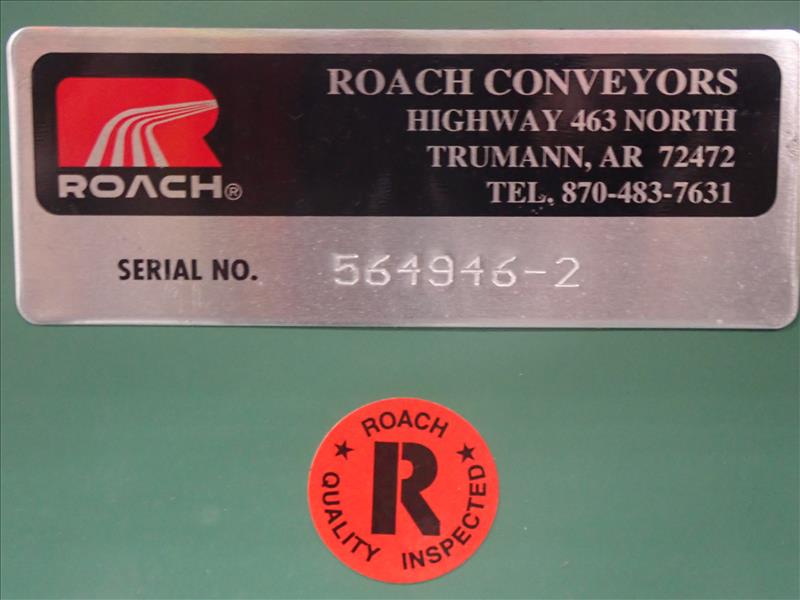 ROACH CONVEYORS
HIGHWAY 463 NORTH
TRUMANN, AR 72472
TEL. 870-483-7631
ROACH®
SERIAL NO. 564946-2
ROACH
R
QUALITY INSPECTED